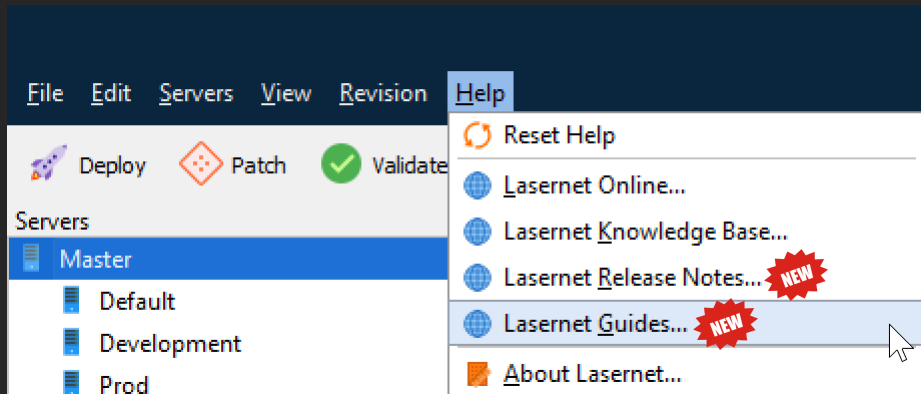 File Edit Servers View Revision Help
Reset Help
Deploy Patch Validate
Lasernet Online...
Servers
Lasernet Knowledge Base...
Master
Lasernet Release Notes... NEW
Default
Lasernet Guides... NEW
Development
About Lasernet...
Prod